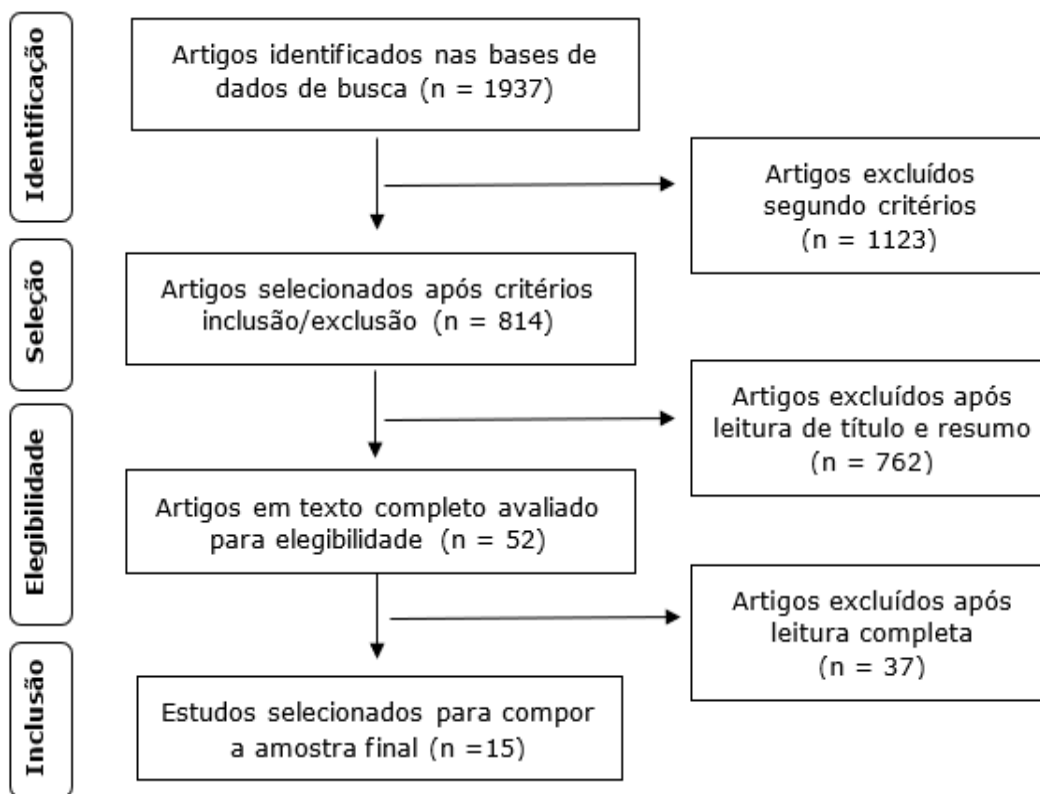 Identificação
Artigos identificados nas bases de
dados de busca (n = 1937)
Artigos excluídos
segundo critérios
(n = 1123)
Seleção
Artigos selecionados após critérios
inclusão/exclusão (n = 814)
Artigos excluídos após
leitura de título e resumo
(n = 762)
Elegibilidade
Artigos em texto completo avaliado
para elegibilidade (n = 52)
Artigos excluídos após
leitura completa
(n = 37)
Inclusão
Estudos selecionados para compor
a amostra final (n =15)